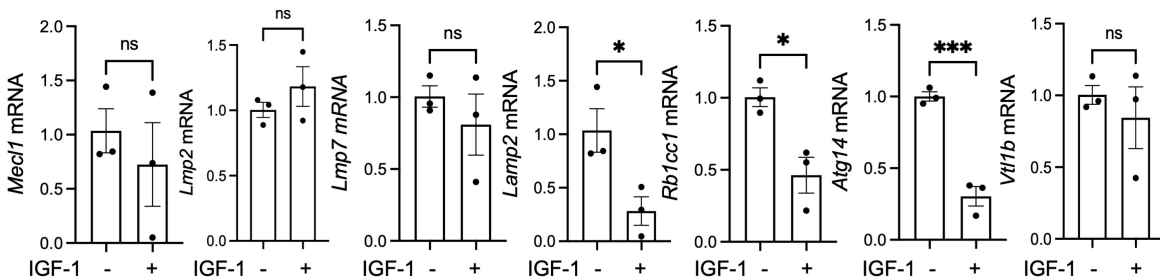 Mecl1 mRNA
2.0
1.5
1.0
0.5
0.0
ns
IGF-1 - +
Lmp2 mRNA
1.5
1.0
0.5
0.0
ns
IGF-1 - +
Lmp7 mRNA
1.5
1.0
0.5
0.0
ns
IGF-1 - +
Lamp2 mRNA
2.0
1.5
1.0
0.5
0.0
*
IGF-1 - +
Rb1cc1 mRNA
1.5
1.0
0.5
0.0
*
IGF-1 - +
Atg14 mRNA
1.5
1.0
0.5
0.0
***
IGF-1 - +
Vti1b mRNA
1.5
1.0
0.5
0.0
ns
IGF-1 - +